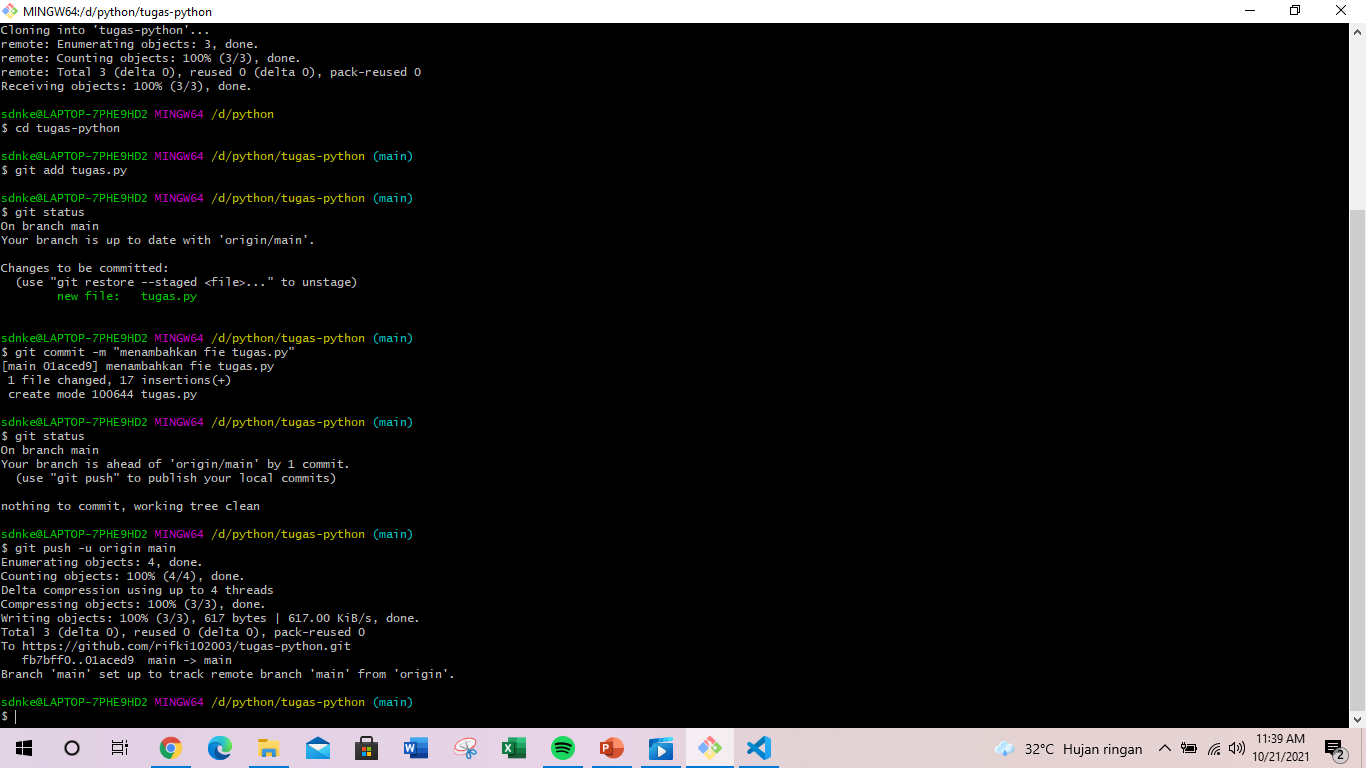 MINGW64:/d/python/tugas-python
Cloning into 'tugas-python'...
remote: Enumerating objects: 3, done.
remote: Counting objects: 100% (3/3), done.
remote: Total 3 (delta 0), reused 0 (delta 0), pack-reused 0
Receiving objects: 100% (3/3), done.
sdnke@LAPTOP-7PHE9HD2 MINGW64 /d/python
$ cd tugas-python
sdnke@LAPTOP-7PHE9HD2 MINGW64 /d/python/tugas-python (main)
$ git add tugas.py
sdnke@LAPTOP-7PHE9HD2 MINGW64 /d/python/tugas-python (main)
$ git status
On branch main
Your branch is up to date with 'origin/main'.
Changes to be committed:
  (use "git restore --staged <file>..." to unstage)
        new file:   tugas.py
sdnke@LAPTOP-7PHE9HD2 MINGW64 /d/python/tugas-python (main)
$ git commit -m "menambahkan fie tugas.py"
[main 01aced9] menambahkan fie tugas.py
 1 file changed, 17 insertions(+)
 create mode 100644 tugas.py
sdnke@LAPTOP-7PHE9HD2 MINGW64 /d/python/tugas-python (main)
$ git status
On branch main
Your branch is ahead of 'origin/main' by 1 commit.
  (use "git push" to publish your local commits)
nothing to commit, working tree clean
sdnke@LAPTOP-7PHE9HD2 MINGW64 /d/python/tugas-python (main)
$ git push -u origin main
Enumerating objects: 4, done.
Counting objects: 100% (4/4), done.
Delta compression using up to 4 threads
Compressing objects: 100% (3/3), done.
Writing objects: 100% (3/3), 617 bytes | 617.00 KiB/s, done.
Total 3 (delta 0), reused 0 (delta 0), pack-reused 0
To https://github.com/rifki102003/tugas-python.git
   fb7bff0..01aced9  main -> main
Branch 'main' set up to track remote branch 'main' from 'origin'.
sdnke@LAPTOP-7PHE9HD2 MINGW64 /d/python/tugas-python (main)
$
32°C Hujan ringan
11:39 AM
10/21/2021
2